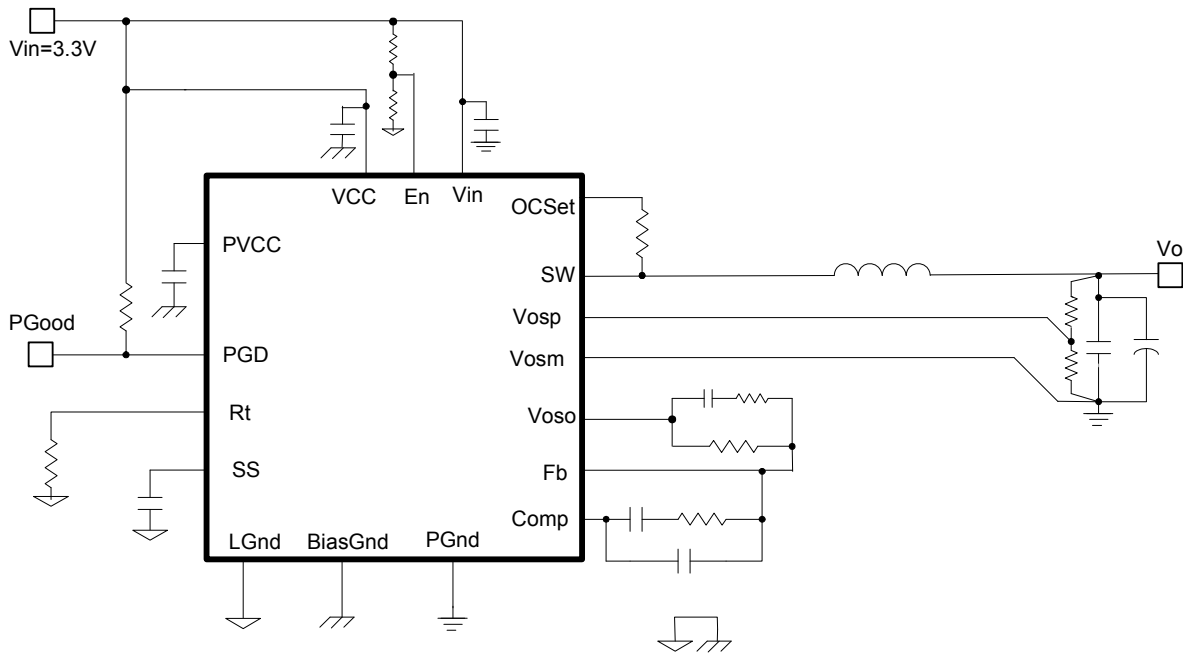 Vin=3.3V
VCC
En
Vin
OCSet
PVCC
SW
Vo
Vosp
PGood
PGD
Vosm
Rt
Voso
SS
Fb
Comp
LGnd
BiasGnd
PGnd